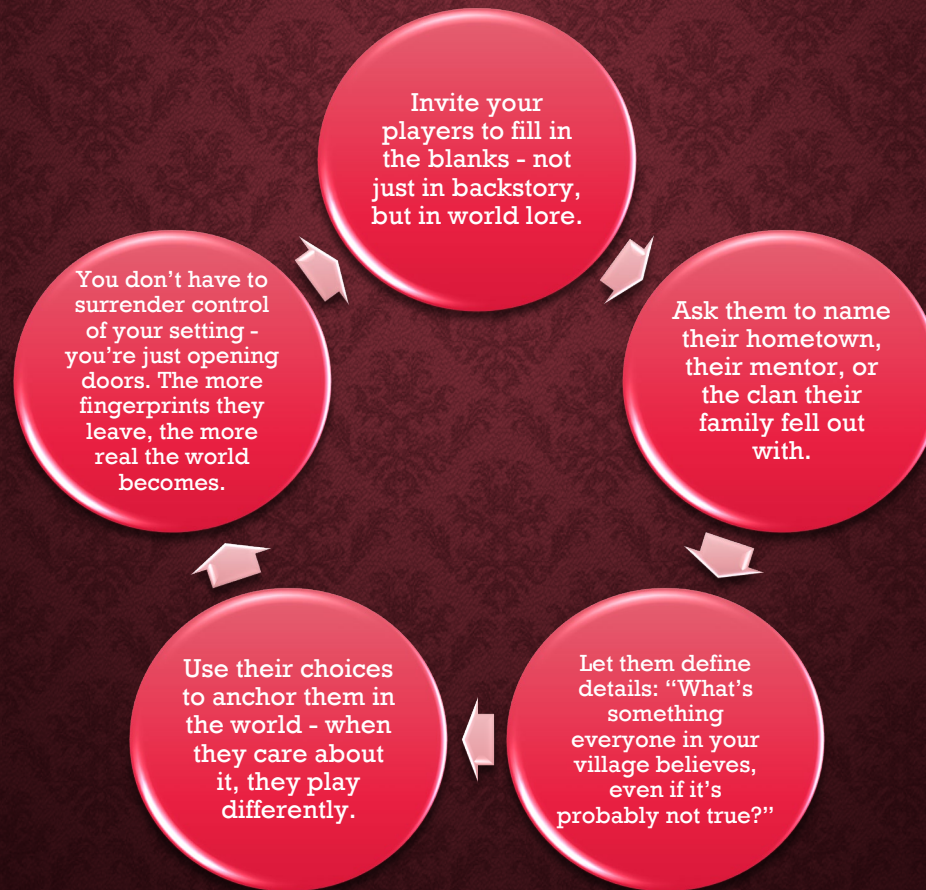 Invite your
players to fill in
the blanks - not
just in backstory,
but in world lore.
Ask them to name
their hometown,
their mentor, or
the clan their
family fell out
with.
Let them define
details: “What’s
something
everyone in your
village believes,
even if it’s
probably not true?”
Use their choices
to anchor them in
the world - when
they care about
it, they play
differently.
You don’t have to
surrender control
of your setting -
you’re just opening
doors. The more
fingerprints they
leave, the more
real the world
becomes.